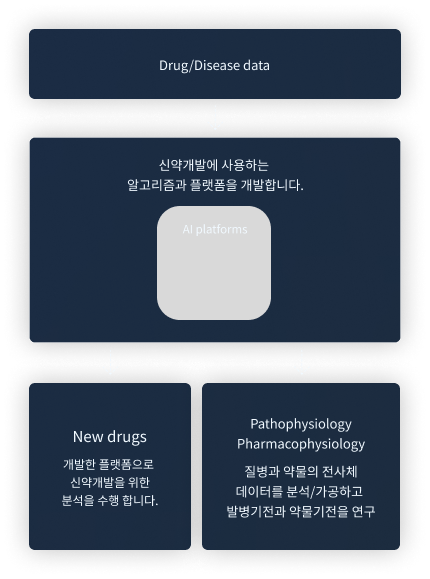 Drug/Disease data
신약개발에 사용하는
알고리즘과 플랫폼을 개발합니다.
AI platforms
New drugs
개발한 플랫폼으로
신약개발을 위한
분석을 수행 합니다.
Pathophysiology
Pharmacophysiology
질병과 약물의 전사체
데이터를 분석/가공하고
발병기전과 약물기전을 연구